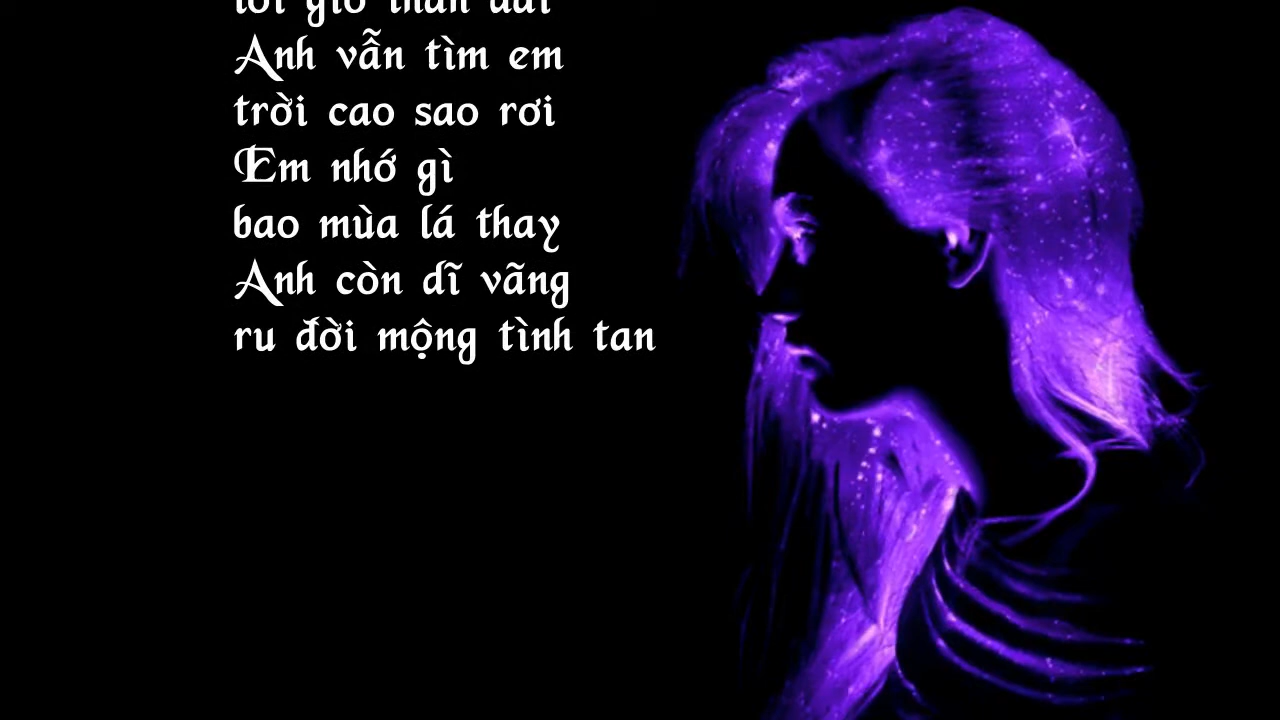 Anh vẫn tìm em
trời cao sao rơi
Em nhớ gì
bao mùa lá thay
Anh còn dĩ vãng
ru đời mộng tình tan